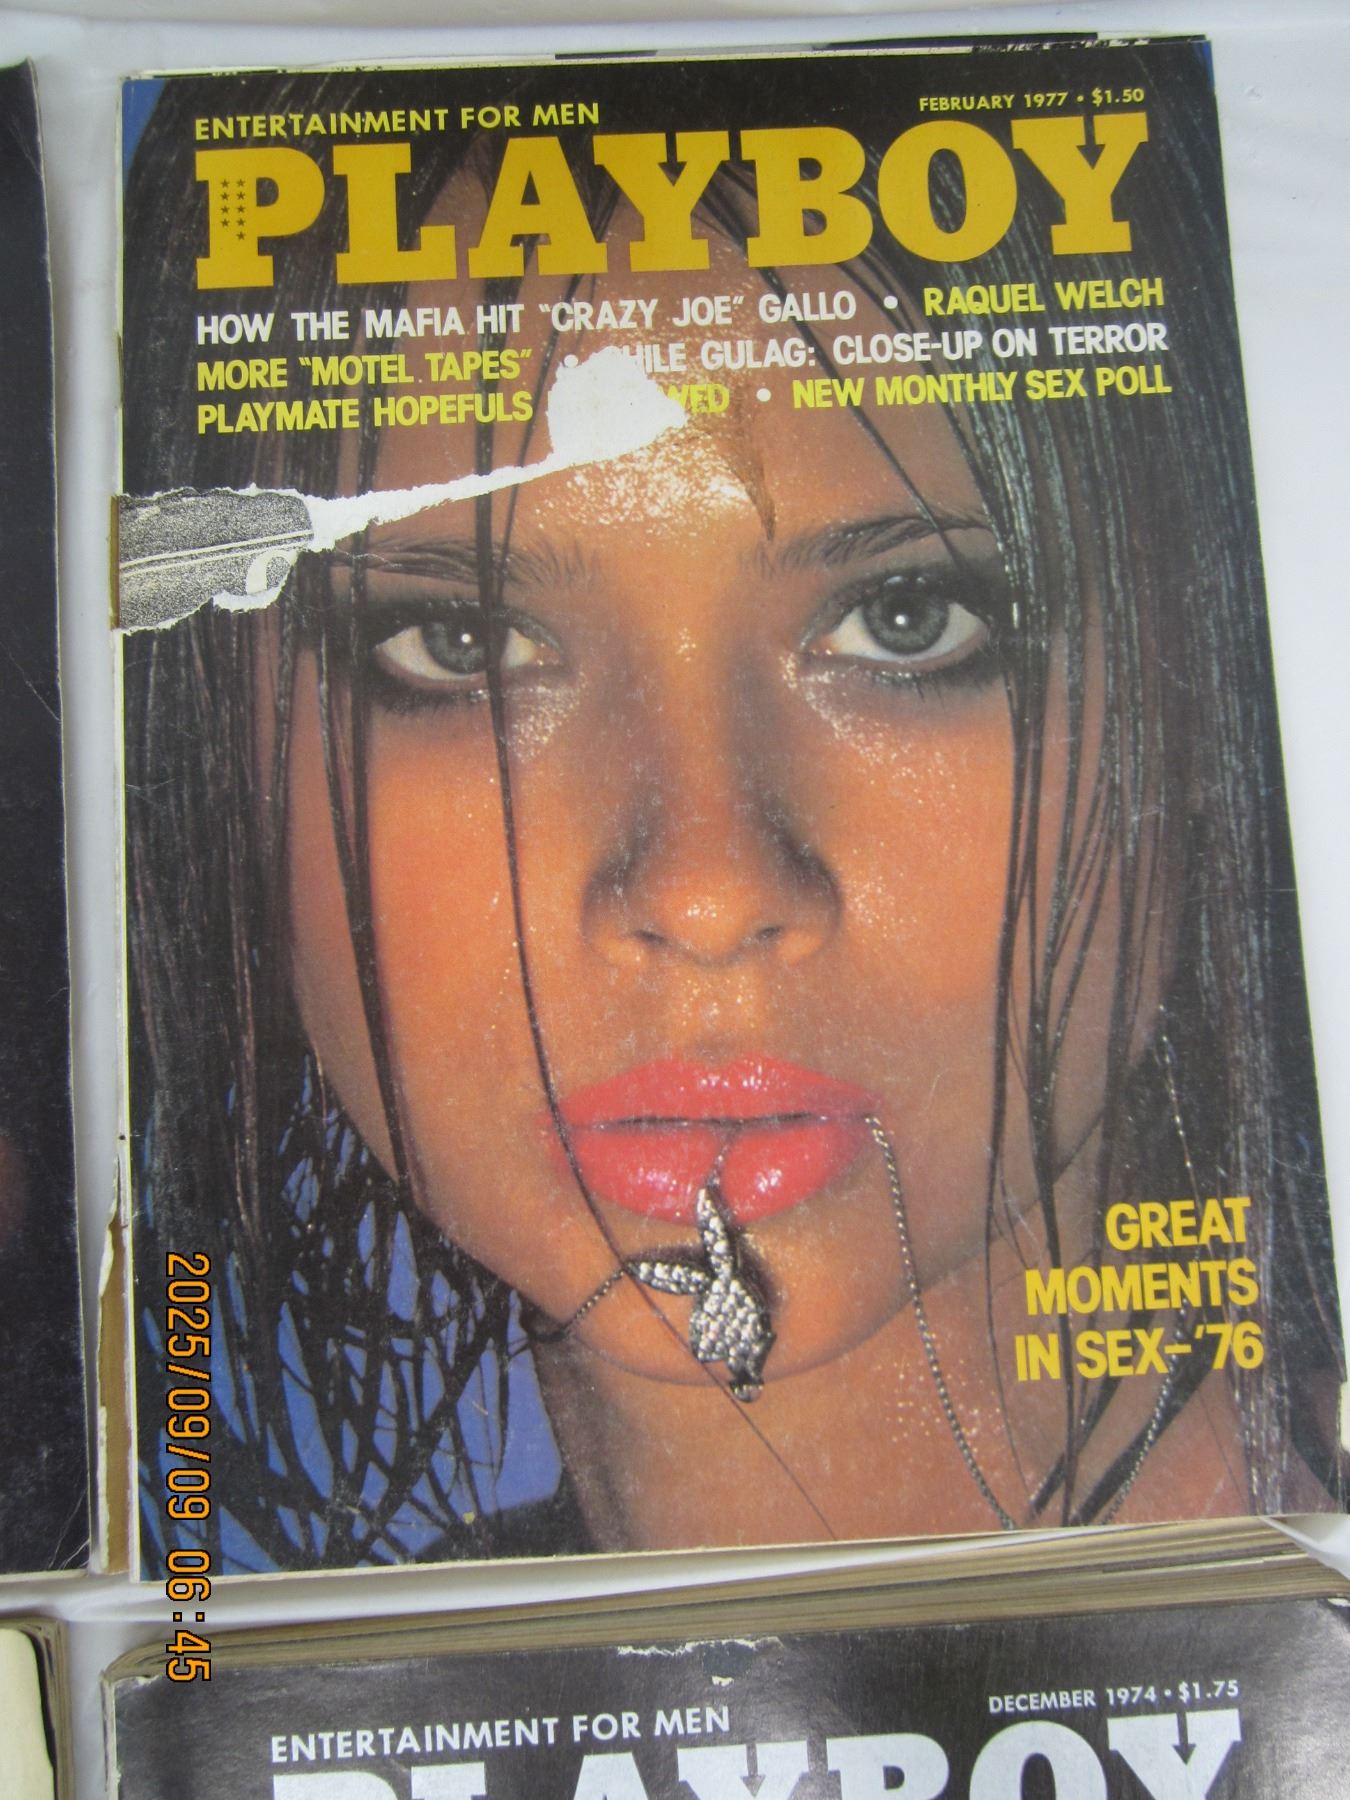 ENTERTAINMENT FOR MEN
FEBRUARY 1977 • $1.50
PLAYBOY
HOW THE MAFIA HIT "CRAZY JOE" GALLO • RAQUEL WELCH
MORE "MOTEL TAPES" • HILE GULAG: CLOSE-UP ON TERROR
PLAYMATE HOPEFULS • NEW MONTHLY SEX POLL
GREAT
MOMENTS
IN SEX-'76
2025/09/09 06:45
ENTERTAINMENT FOR MEN
DECEMBER 1974 • $1.75
PLAYBOY